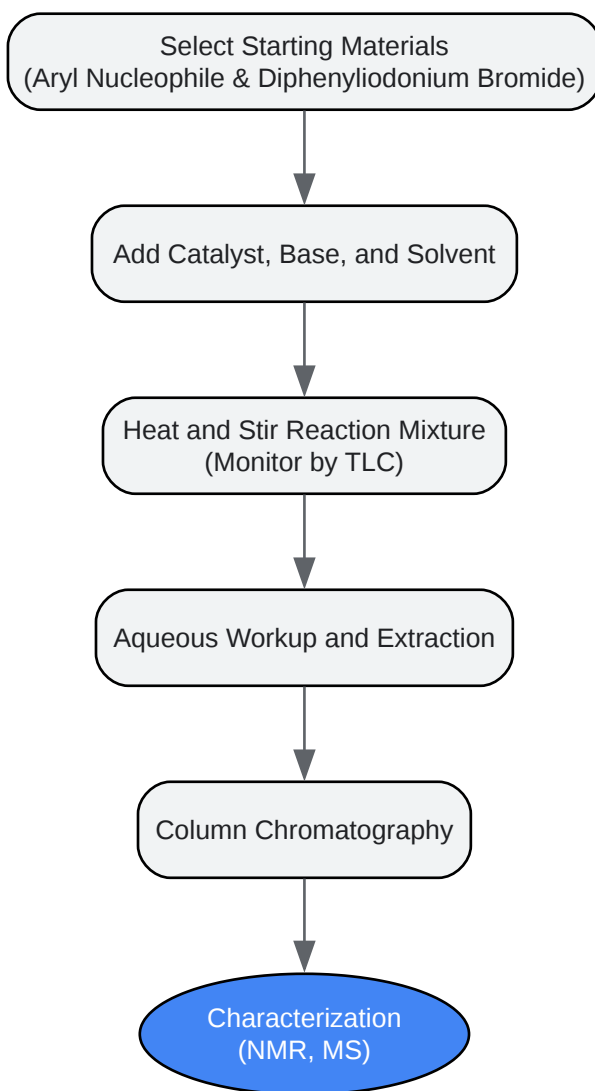 Select Starting Materials
(Aryl Nucleophile & Diphenyliodonium Bromide)
Add Catalyst, Base, and Solvent
Heat and Stir Reaction Mixture
(Monitor by TLC)
Aqueous Workup and Extraction
Column Chromatography
Characterization
(NMR, MS)